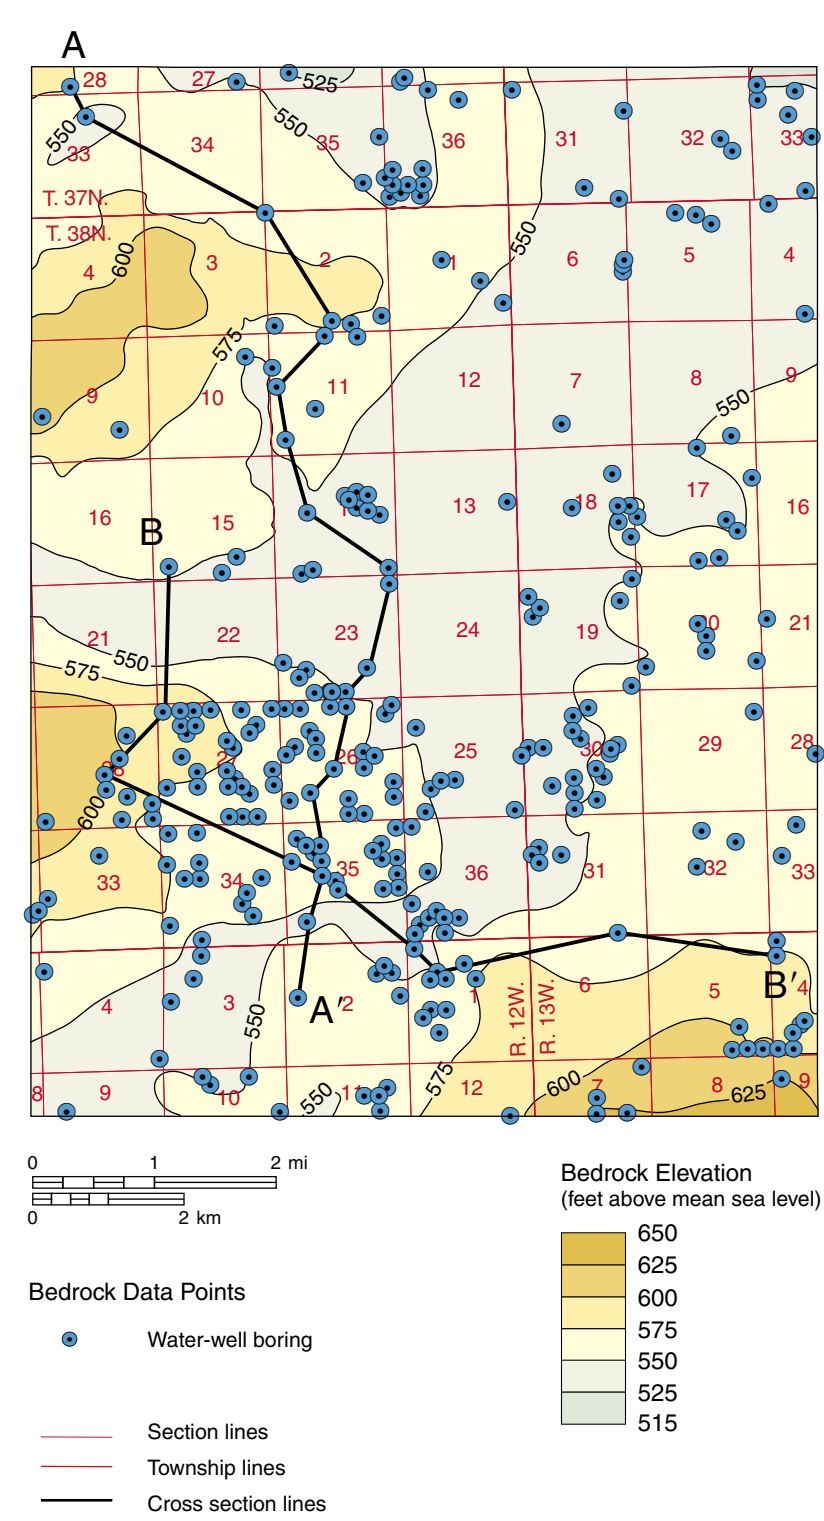 A
28 27 525
550 550
33 34 35 36 31 32 33
T. 37N.
T. 38N.
600 550
4 3 2 1 6 5 4
575
9 10 11 12 7 8 9
550
B
16 15 13 18 17 16
21 22 23 24 19 21
550
575
26 25 30 29 28
600
33 34 35 36 31 32 33
A′ B′
4 3 2 1 6 5 4
550
R. 12W.
R. 13W.
575 600 625
8 9 10 11 12 7 8 9
550
0 1 2 mi
0 2 km
Bedrock Elevation
(feet above mean sea level)
650
625
600
575
550
525
515
Bedrock Data Points
Water-well boring
Section lines
Township lines
Cross section lines